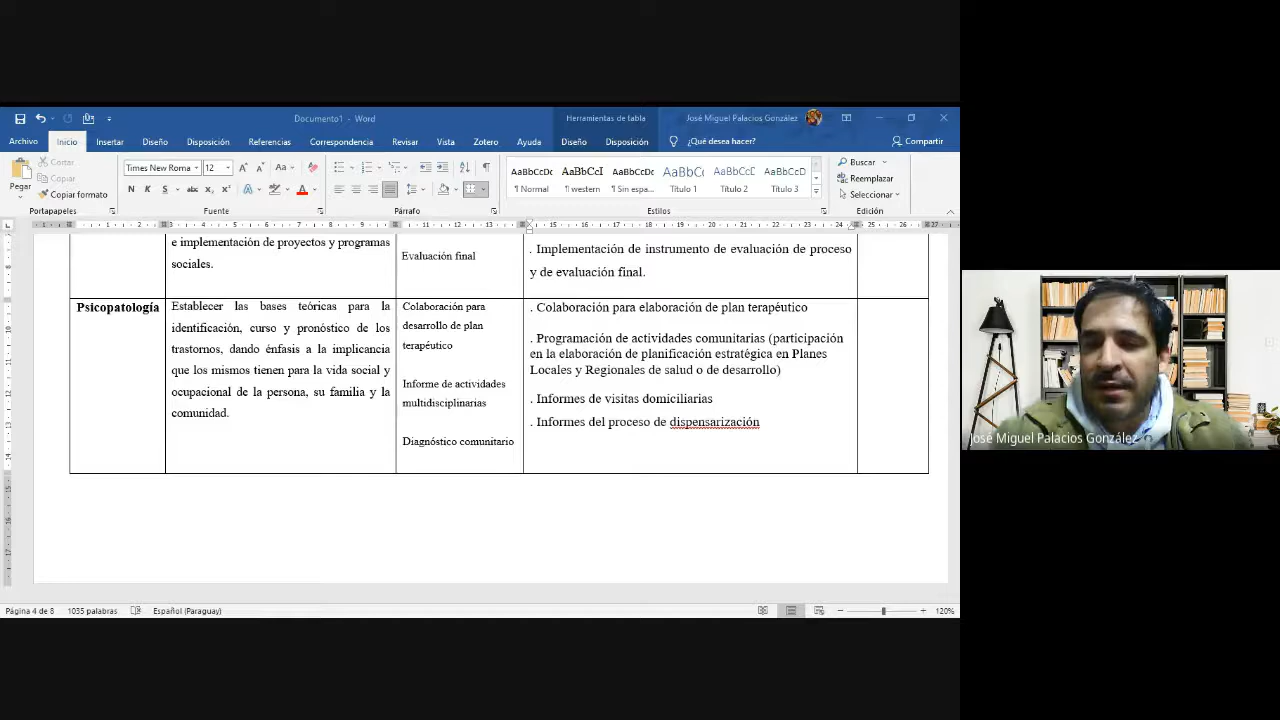 Documento1 - Word
Herramientas de tabla
José Miguel Palacios González
Archivo Inicio Insertar Diseño Disposición Referencias Correspondencia Revisar Vista Zotero Ayuda Diseño Disposición ¿Qué desea hacer? Compartir
Pegar
Cortar
Copiar
Copiar formato
Portapapeles
Times New Roma 12
N K S abc x₂ x²
Fuente
Párrafo
AaBbCcDc AaBbCcI AaBbCcDc AaBbC AaBbCcD AaBbCcD
¶ Normal ¶ western ¶ Sin espa... Título 1 Título 2 Título 3
Estilos
Buscar
Reemplazar
Seleccionar
Edición
e implementación de proyectos y programas
sociales.
Evaluación final
. Implementación de instrumento de evaluación de proceso
y de evaluación final.
Psicopatología
Establecer las bases teóricas para la
identificación, curso y pronóstico de los
trastornos, dando énfasis a la implicancia
que los mismos tienen para la vida social y
ocupacional de la persona, su familia y la
comunidad.
Colaboración para
desarrollo de plan
terapéutico
Informe de actividades
multidisciplinarias
Diagnóstico comunitario
. Colaboración para elaboración de plan terapéutico
. Programación de actividades comunitarias (participación
en la elaboración de planificación estratégica en Planes
Locales y Regionales de salud o de desarrollo)
. Informes de visitas domiciliarias
. Informes del proceso de dispensarización
Página 4 de 8 1035 palabras Español (Paraguay) 120%
José Miguel Palacios González